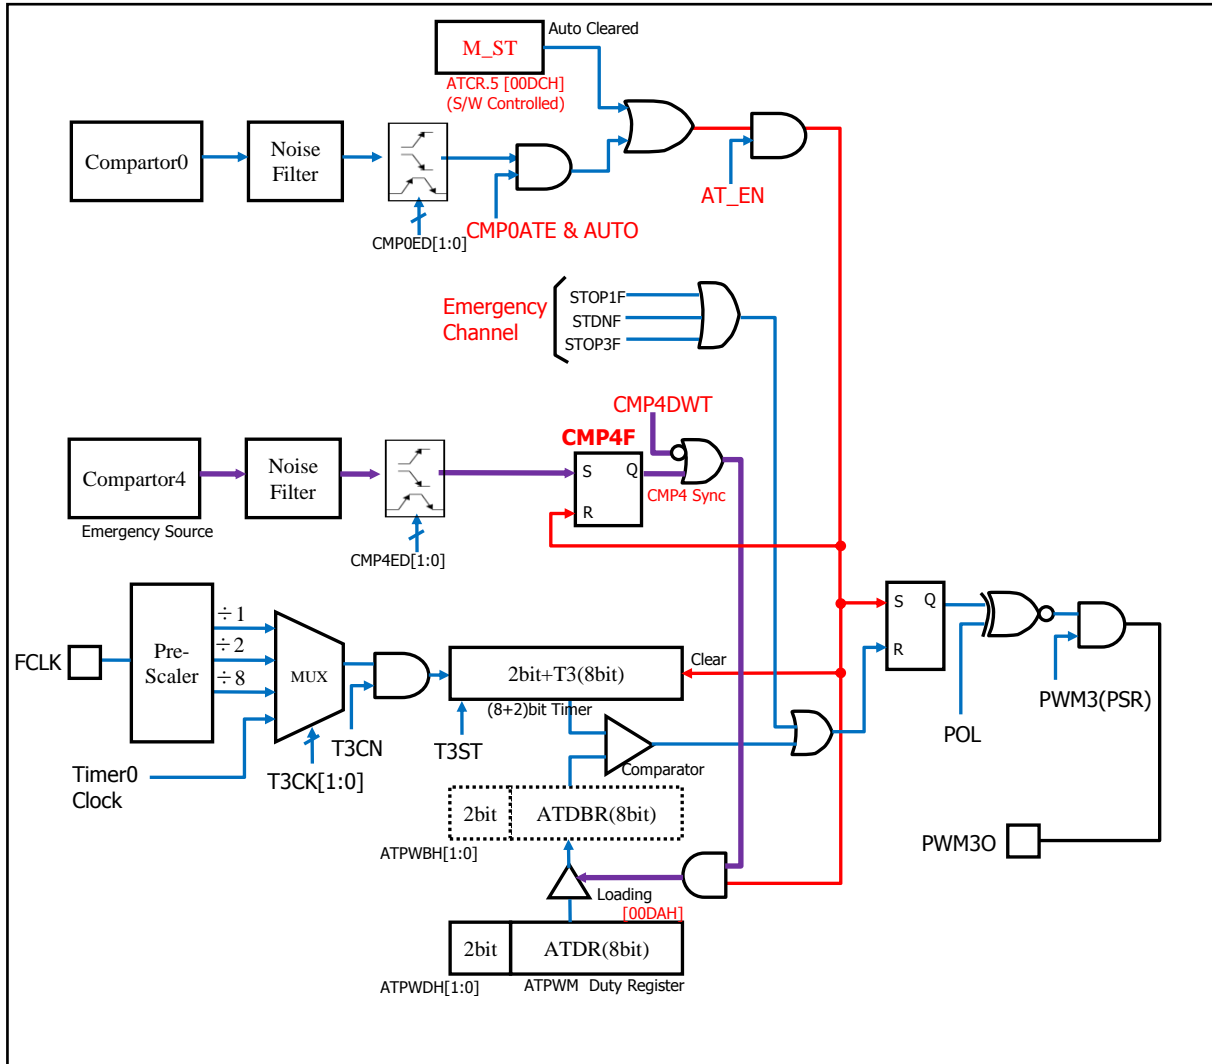 Auto Cleared
M_ST
ATCR.5 [00DCH]
(S/W Controlled)
Compartor0
Noise
Filter
AT_EN
CMP0ATE & AUTO
CMP0ED[1:0]
Emergency
Channel
STOP1F
STDNF
STOP3F
CMP4DWT
CMP4F
Compartor4
Noise
Filter
S
Q
R
CMP4 Sync
Emergency Source
CMP4ED[1:0]
FCLK
Pre-
Scaler
÷1
÷2
÷8
MUX
2bit+T3(8bit)
Clear
(8+2)bit Timer
S
Q
R
T3CN
T3ST
T3CK[1:0]
Timer0
Clock
Comparator
POL
PWM3(PSR)
2bit
ATDBR(8bit)
ATPWBH[1:0]
PWM3O
Loading
[00DAH]
2bit
ATDR(8bit)
ATPWDH[1:0]
ATPWM Duty Register